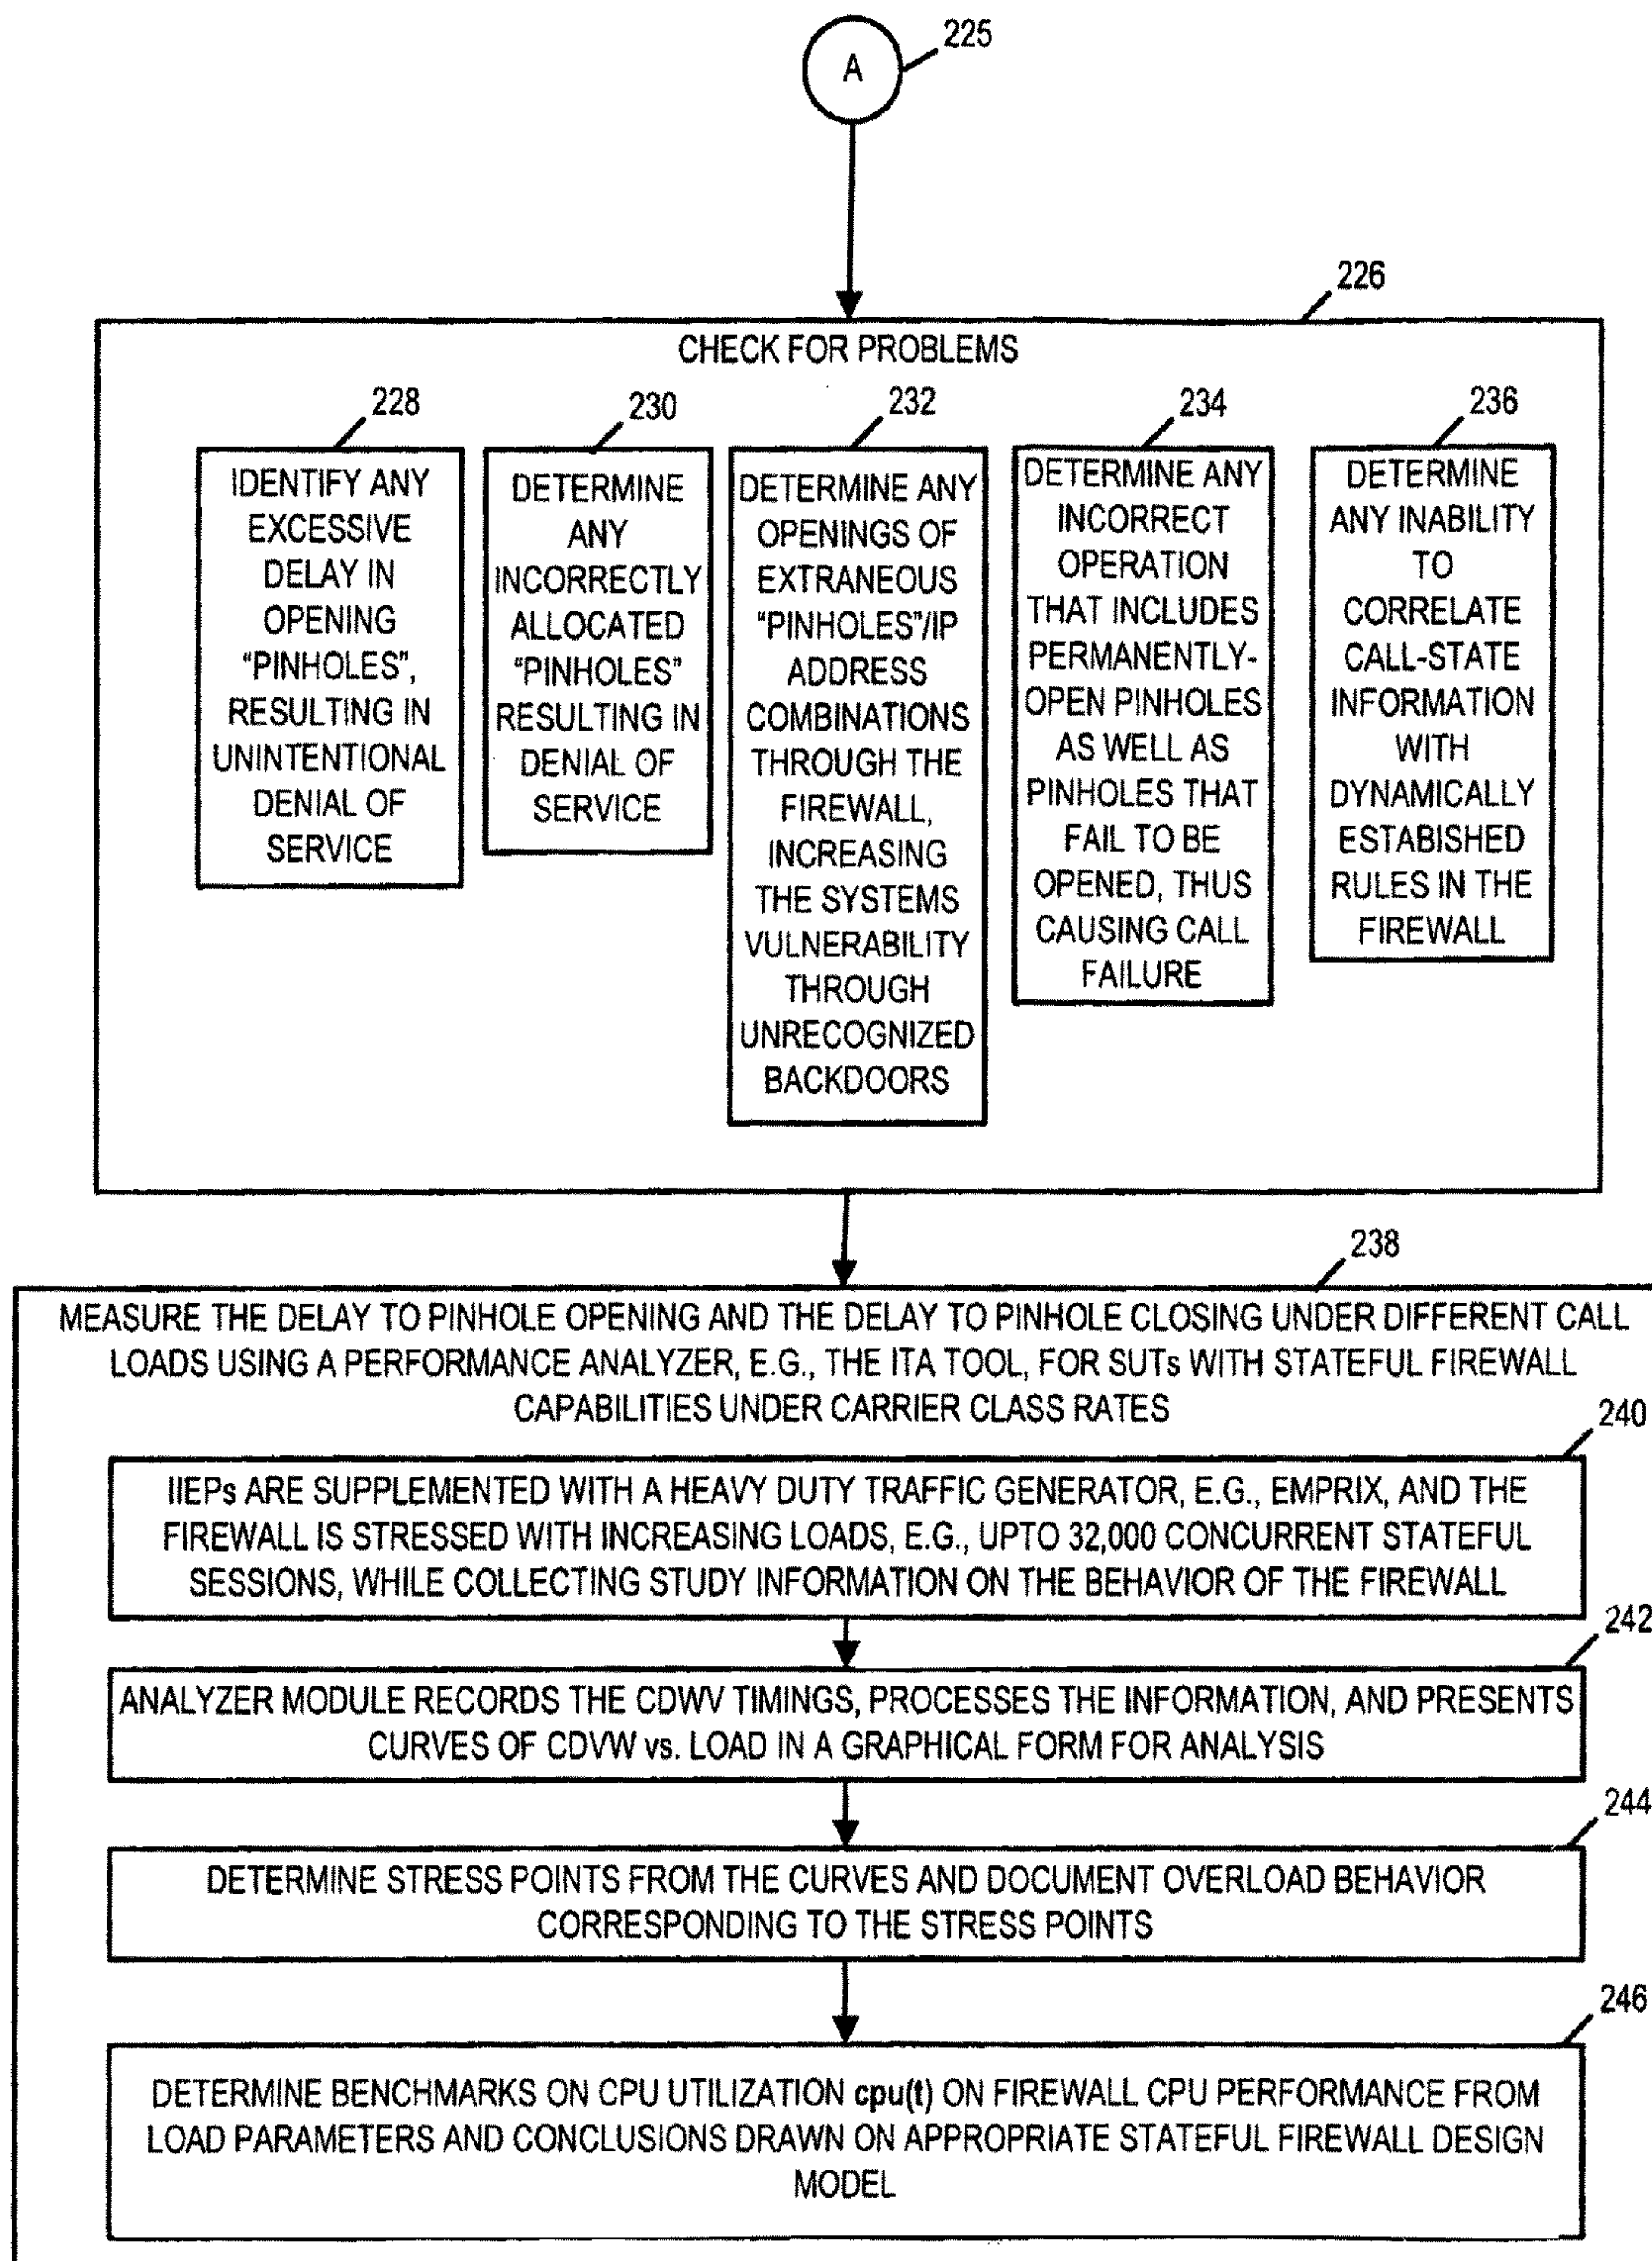 A
225
226
CHECK FOR PROBLEMS
228
IDENTIFY ANY
EXCESSIVE
DELAY IN
OPENING
"PINHOLES",
RESULTING IN
UNINTENTIONAL
DENIAL OF
SERVICE
230
DETERMINE
ANY
INCORRECTLY
ALLOCATED
"PINHOLES"
RESULTING IN
DENIAL OF
SERVICE
232
DETERMINE ANY
OPENINGS OF
EXTRANEOUS
"PINHOLES"/IP
ADDRESS
COMBINATIONS
THROUGH THE
FIREWALL,
INCREASING
THE SYSTEMS
VULNERABILITY
THROUGH
UNRECOGNIZED
BACKDOORS
234
DETERMINE ANY
INCORRECT
OPERATION
THAT INCLUDES
PERMANENTLY-
OPEN PINHOLES
AS WELL AS
PINHOLES THAT
FAIL TO BE
OPENED, THUS
CAUSING CALL
FAILURE
236
DETERMINE
ANY INABILITY
TO
CORRELATE
CALL-STATE
INFORMATION
WITH
DYNAMICALLY
ESTABISHED
RULES IN THE
FIREWALL
238
MEASURE THE DELAY TO PINHOLE OPENING AND THE DELAY TO PINHOLE CLOSING UNDER DIFFERENT CALL
LOADS USING A PERFORMANCE ANALYZER, E.G., THE ITA TOOL, FOR SUTs WITH STATEFUL FIREWALL
CAPABILITIES UNDER CARRIER CLASS RATES
240
IIEPs ARE SUPPLEMENTED WITH A HEAVY DUTY TRAFFIC GENERATOR, E.G., EMPRIX, AND THE
FIREWALL IS STRESSED WITH INCREASING LOADS, E.G., UPTO 32,000 CONCURRENT STATEFUL
SESSIONS, WHILE COLLECTING STUDY INFORMATION ON THE BEHAVIOR OF THE FIREWALL
242
ANALYZER MODULE RECORDS THE CDWV TIMINGS, PROCESSES THE INFORMATION, AND PRESENTS
CURVES OF CDVW vs. LOAD IN A GRAPHICAL FORM FOR ANALYSIS
244
DETERMINE STRESS POINTS FROM THE CURVES AND DOCUMENT OVERLOAD BEHAVIOR
CORRESPONDING TO THE STRESS POINTS
246
DETERMINE BENCHMARKS ON CPU UTILIZATION cpu(t) ON FIREWALL CPU PERFORMANCE FROM
LOAD PARAMETERS AND CONCLUSIONS DRAWN ON APPROPRIATE STATEFUL FIREWALL DESIGN
MODEL